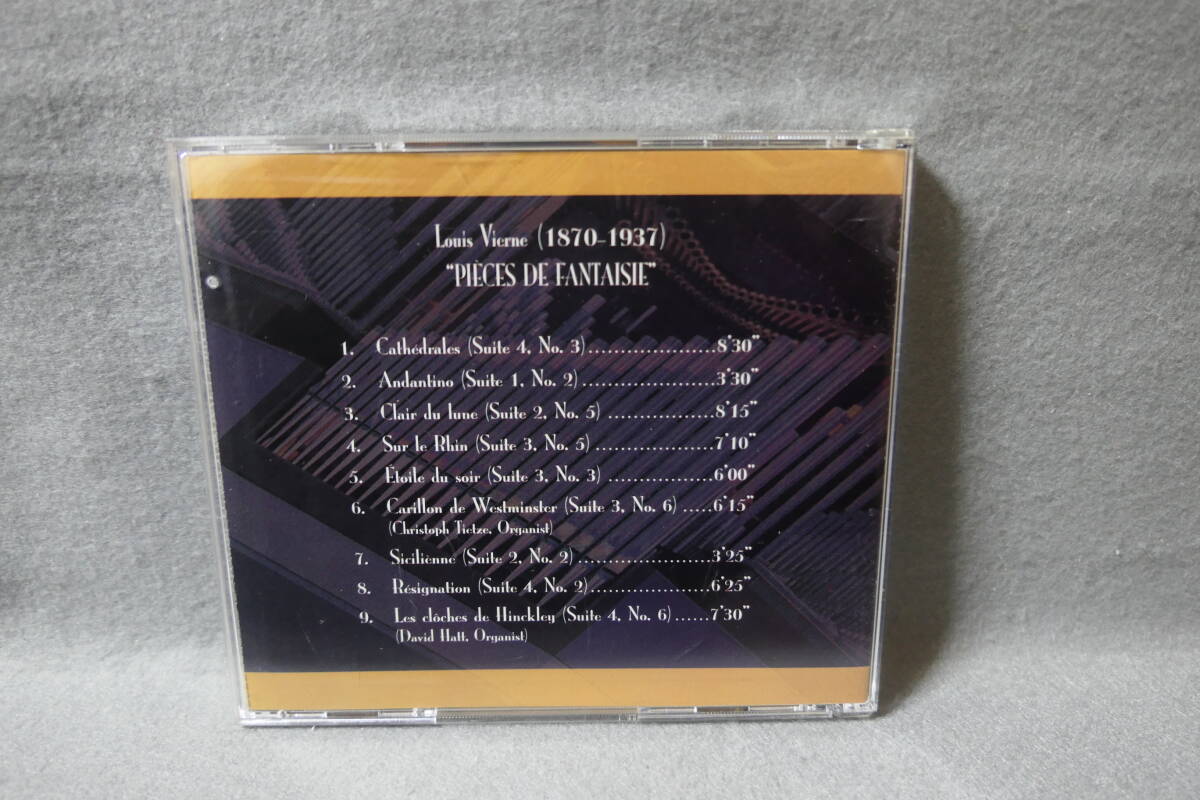 Louis Vierne (1870–1937)
"PIÈCES DE FANTAISIE"
1. Cathédrales (Suite 4, No. 3)....................8'30"
2. Andantino (Suite 1, No. 2).....................3'30"
3. Clair du lune (Suite 2, No. 5) .................8'15"
4. Sur le Rhin (Suite 3, No. 5) ...................7'10"
5. Étoile du soir (Suite 3, No. 3) .................6'00"
6. Carillon de Westminster (Suite 3, No. 6) .....6'15"
(Christoph Tietze, Organist)
7. Siciliènne (Suite 2, No. 2) .....................3'25"
8. Résignation (Suite 4, No. 2)...................6'25"
9. Les clôches de Hinckley (Suite 4, No. 6)......7'30"
(David Hatt, Organist)